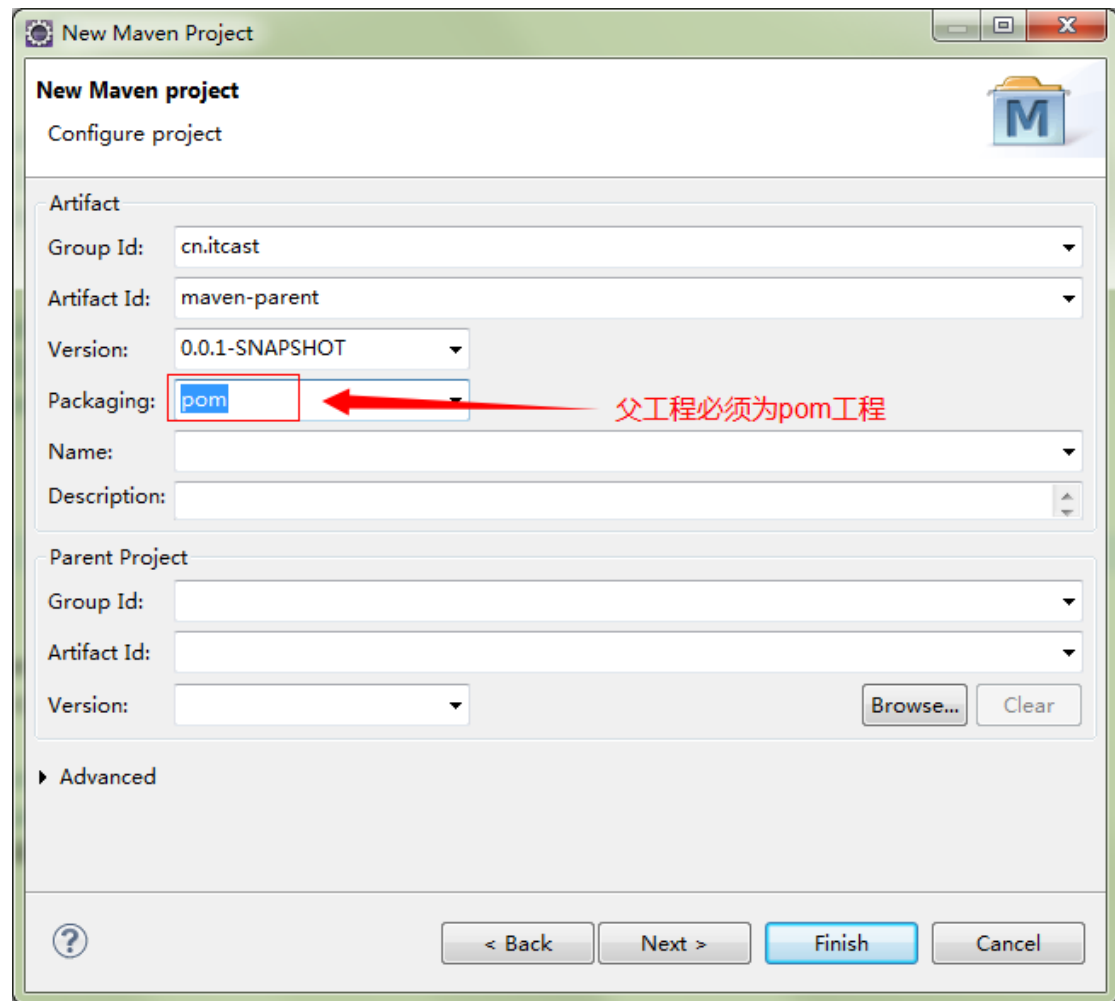 New Maven Project
New Maven project
Configure project
M
Artifact
Group Id: cn.itcast
Artifact Id: maven-parent
Version: 0.0.1-SNAPSHOT
Packaging: pom 父工程必须为pom工程
Name:
Description:
Parent Project
Group Id:
Artifact Id:
Version: Browse... Clear
Advanced
? < Back Next > Finish Cancel